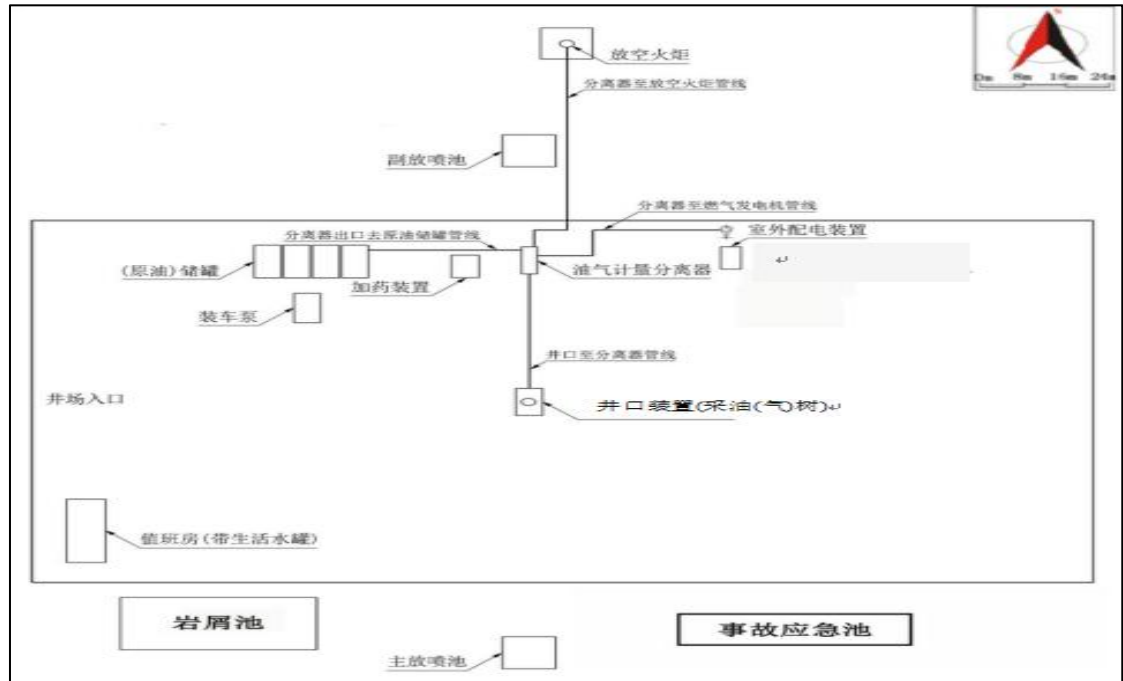 S
0m 8m 16m 24m
放空火炬
分离器至放空火炬管线
副放喷池
分离器至燃气发电机管线
分离器出口去原油储罐管线
室外配电装置
(原油)储罐
加药装置
油气计量分离器
装车泵
井口至分离器管线
井场入口
井口装置(采油(气)树)
值班房(带生活水罐)
岩屑池
事故应急池
主放喷池